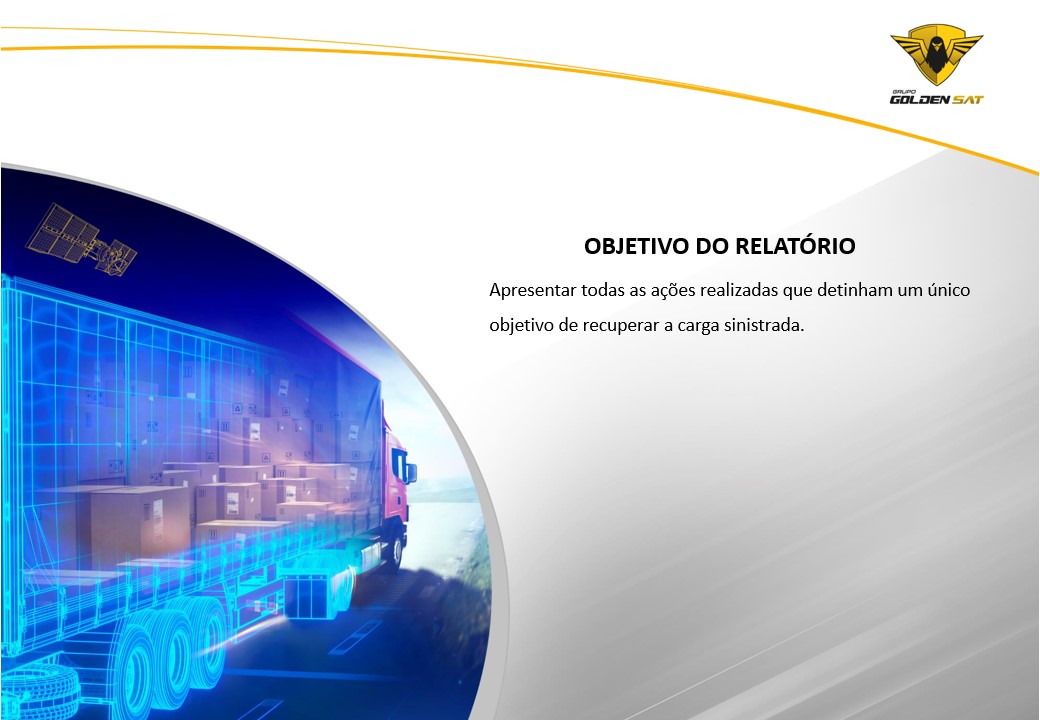 GRUPO
GOLDEN SAT
OBJETIVO DO RELATÓRIO
Apresentar todas as ações realizadas que detinham um único
objetivo de recuperar a carga sinistrada.